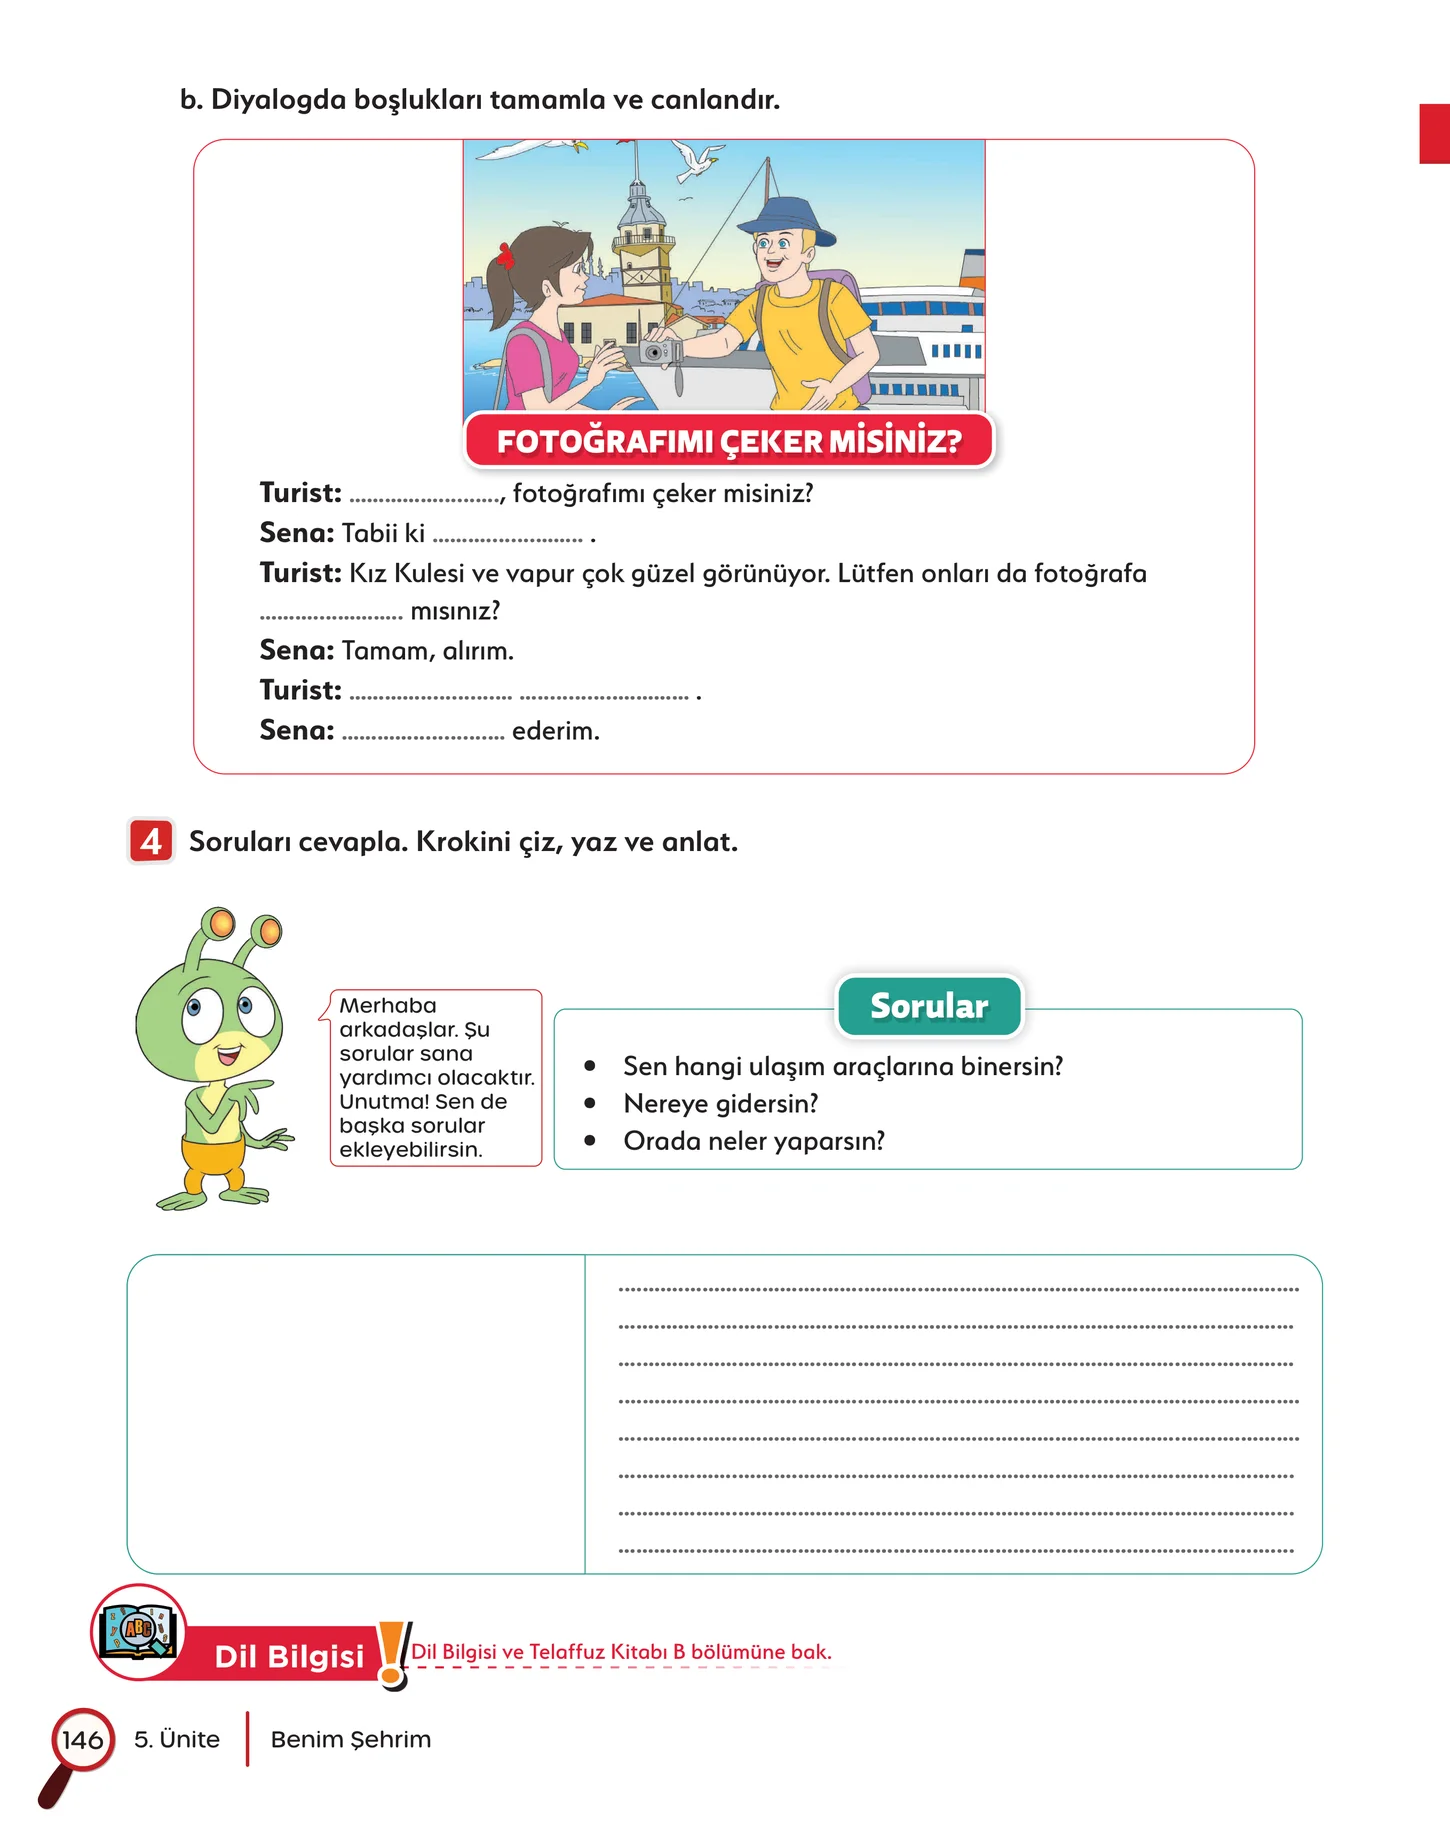 b. Diyalogda boşlukları tamamla ve canlandır.
FOTOĞRAFIMI ÇEKER MİSİNİZ?
Turist: ........................., fotoğrafımı çeker misiniz?
Sena: Tabii ki ......................... .
Turist: Kız Kulesi ve vapur çok güzel görünüyor. Lütfen onları da fotoğrafa
........................ mısınız?
Sena: Tamam, alırım.
Turist: ........................... ............................ .
Sena: ........................... ederim.
4 Soruları cevapla. Krokini çiz, yaz ve anlat.
Merhaba
arkadaşlar. Şu
sorular sana
yardımcı olacaktır.
Unutma! Sen de
başka sorular
ekleyebilirsin.
Sorular
• Sen hangi ulaşım araçlarına binersin?
• Nereye gidersin?
• Orada neler yaparsın?
ABC
Dil Bilgisi
Dil Bilgisi ve Telaffuz Kitabı B bölümüne bak.
146 5. Ünite | Benim Şehrim